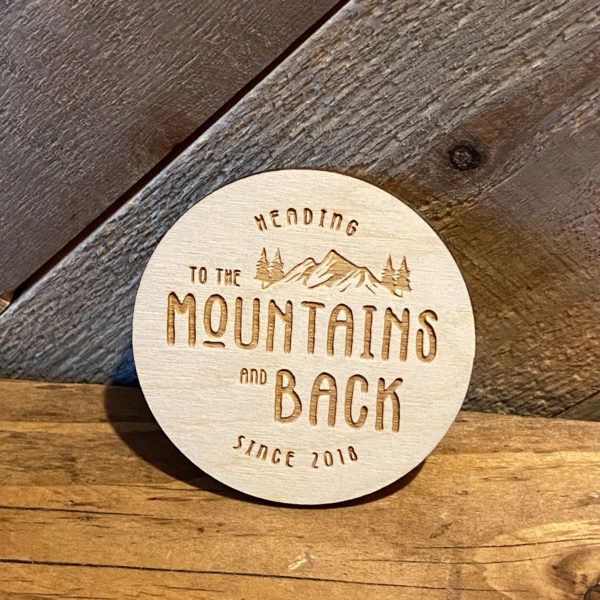 HEADING
TO THE
MOUNTAINS
AND BACK
SINCE 2018